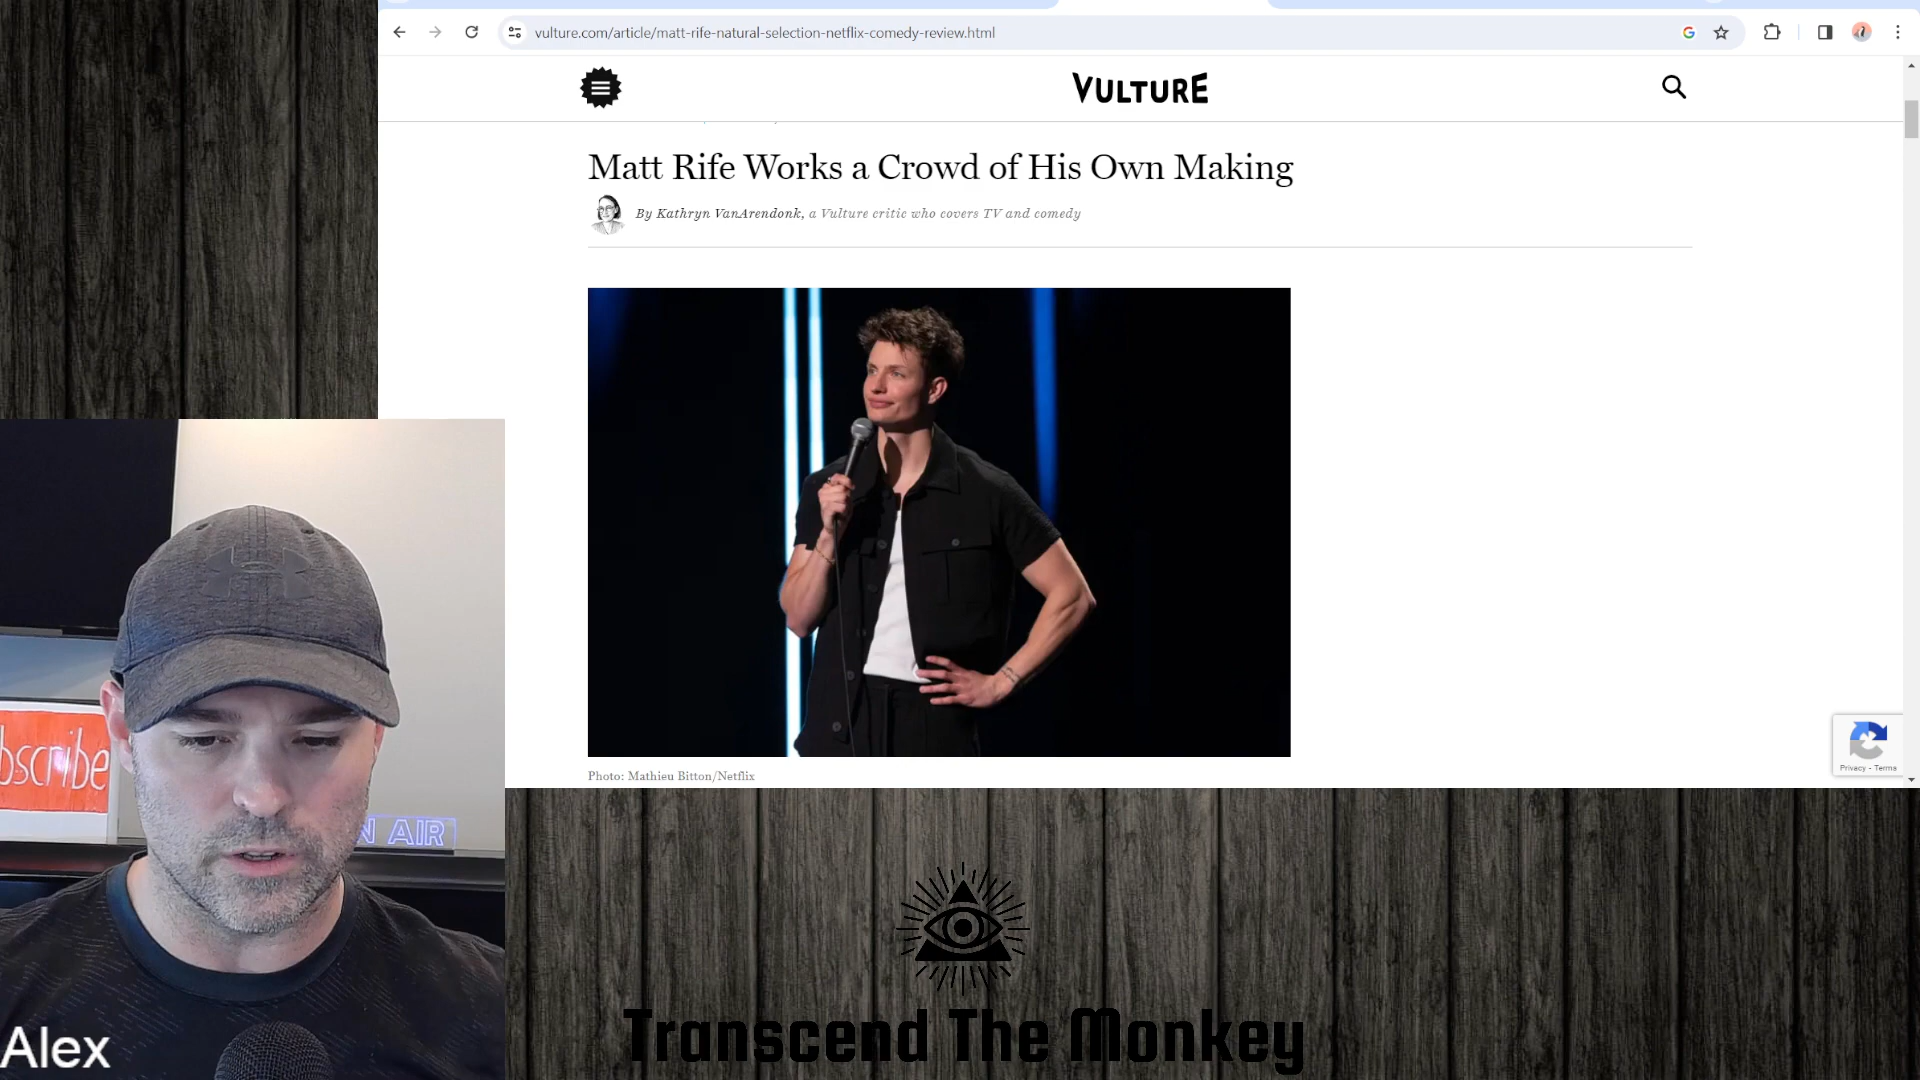 vulture.com/article/matt-rife-natural-selection-netflix-comedy-review.html
VULTURE
Matt Rife Works a Crowd of His Own Making
By Kathryn VanArendonk, a Vulture critic who covers TV and comedy
Photo: Mathieu Bitton/Netflix
Privacy - Terms
bscribe
N AIR
Alex
Transcend The Monkey